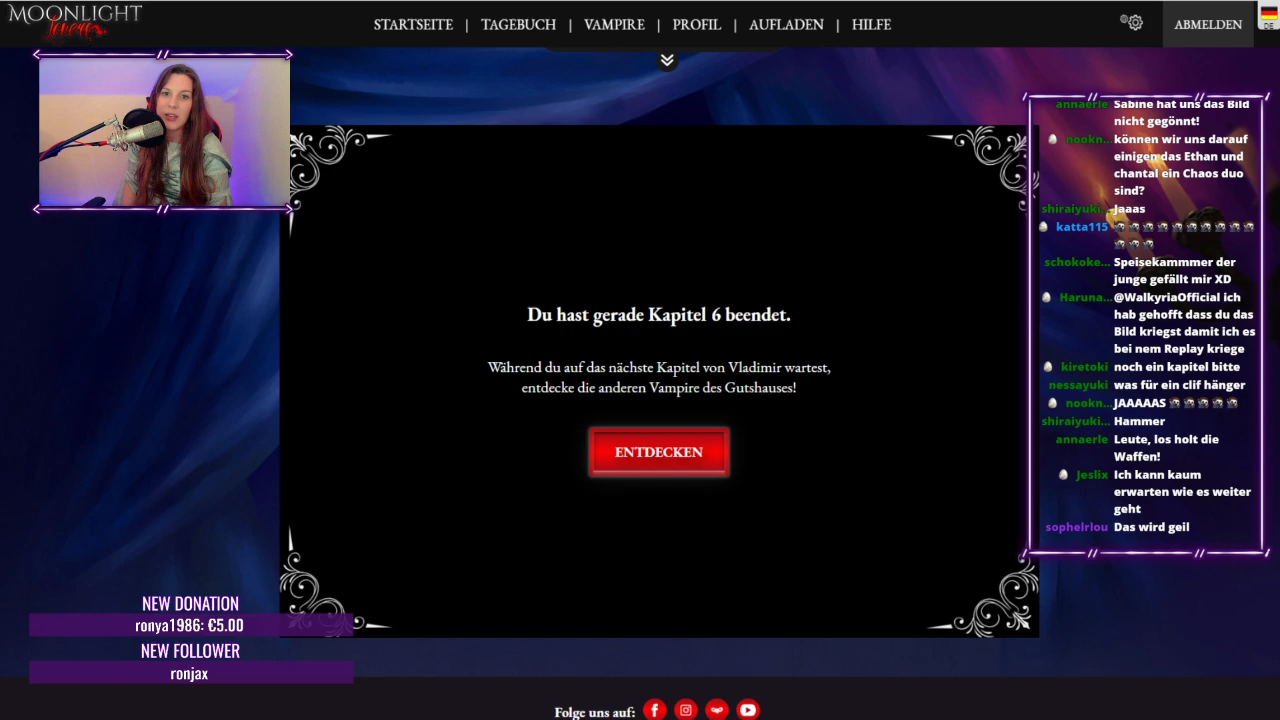 MOONLIGHT
Lovers
STARTSEITE | TAGEBUCH | VAMPIRE | PROFIL | AUFLADEN | HILFE
ABMELDEN
DE
annaerle Sabine hat uns das Bild
nicht gegönnt!
nookn... können wir uns darauf
einigen das Ethan und
chantal ein Chaos duo
sind?
shiraiyuki... Jaaas
katta115
schokoke... Speisekammmer der
junge gefällt mir XD
Haruna... @WalkyriaOfficial ich
hab gehofft dass du das
Bild kriegst damit ich es
bei nem Replay kriege
kiretoki noch ein kapitel bitte
nessayuki was für ein clif hänger
nookn... JAAAAAS
shiraiyuki... Hammer
annaerle Leute, los holt die
Waffen!
Jeslix Ich kann kaum
erwarten wie es weiter
geht
sophelrlou Das wird geil
Du hast gerade Kapitel 6 beendet.
Während du auf das nächste Kapitel von Vladimir wartest,
entdecke die anderen Vampire des Gutshauses!
ENTDECKEN
NEW DONATION
ronya1986: €5.00
NEW FOLLOWER
ronjax
Folge uns auf: